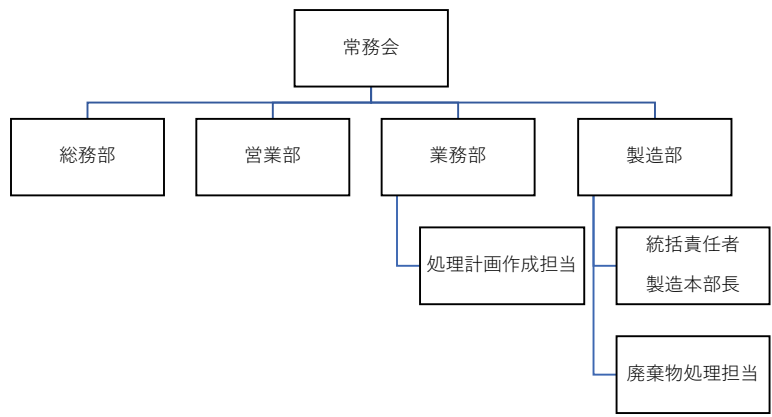 常務会
総務部
営業部
業務部
製造部
処理計画作成担当
統括責任者
製造本部長
廃棄物処理担当